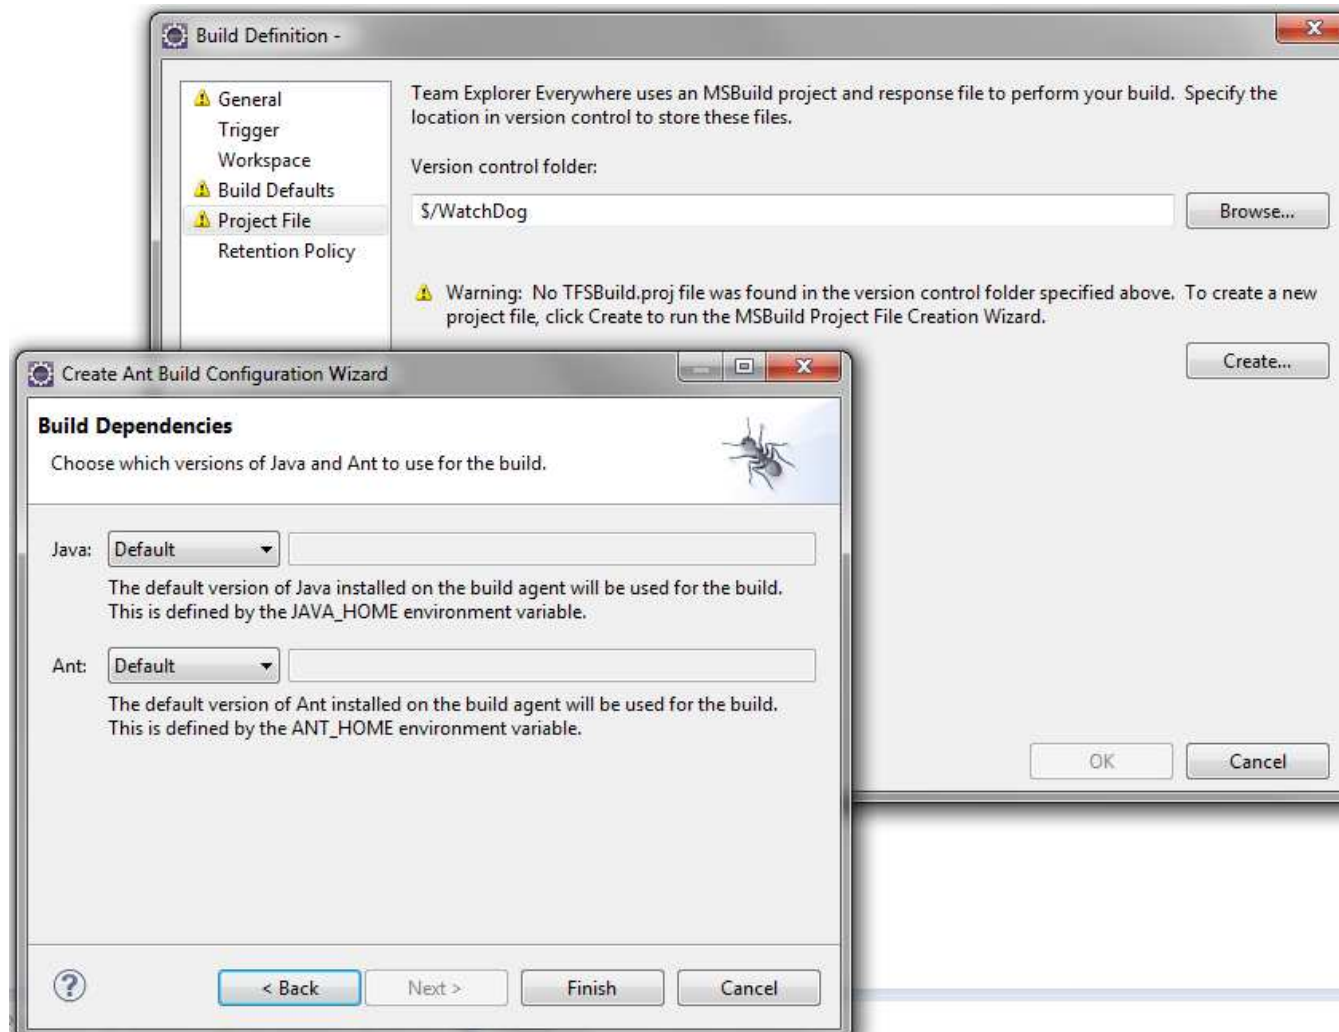 Build Definition -
General
Trigger
Workspace
Build Defaults
Project File
Retention Policy
Team Explorer Everywhere uses an MSBuild project and response file to perform your build.  Specify the
location in version control to store these files.
Version control folder:
$/WatchDog
Browse...
Warning:  No TFSBuild.proj file was found in the version control folder specified above.  To create a new
project file, click Create to run the MSBuild Project File Creation Wizard.
Create...
OK
Cancel
Create Ant Build Configuration Wizard
Build Dependencies
Choose which versions of Java and Ant to use for the build.
Java:
Default
The default version of Java installed on the build agent will be used for the build.
This is defined by the JAVA_HOME environment variable.
Ant:
Default
The default version of Ant installed on the build agent will be used for the build.
This is defined by the ANT_HOME environment variable.
< Back
Next >
Finish
Cancel